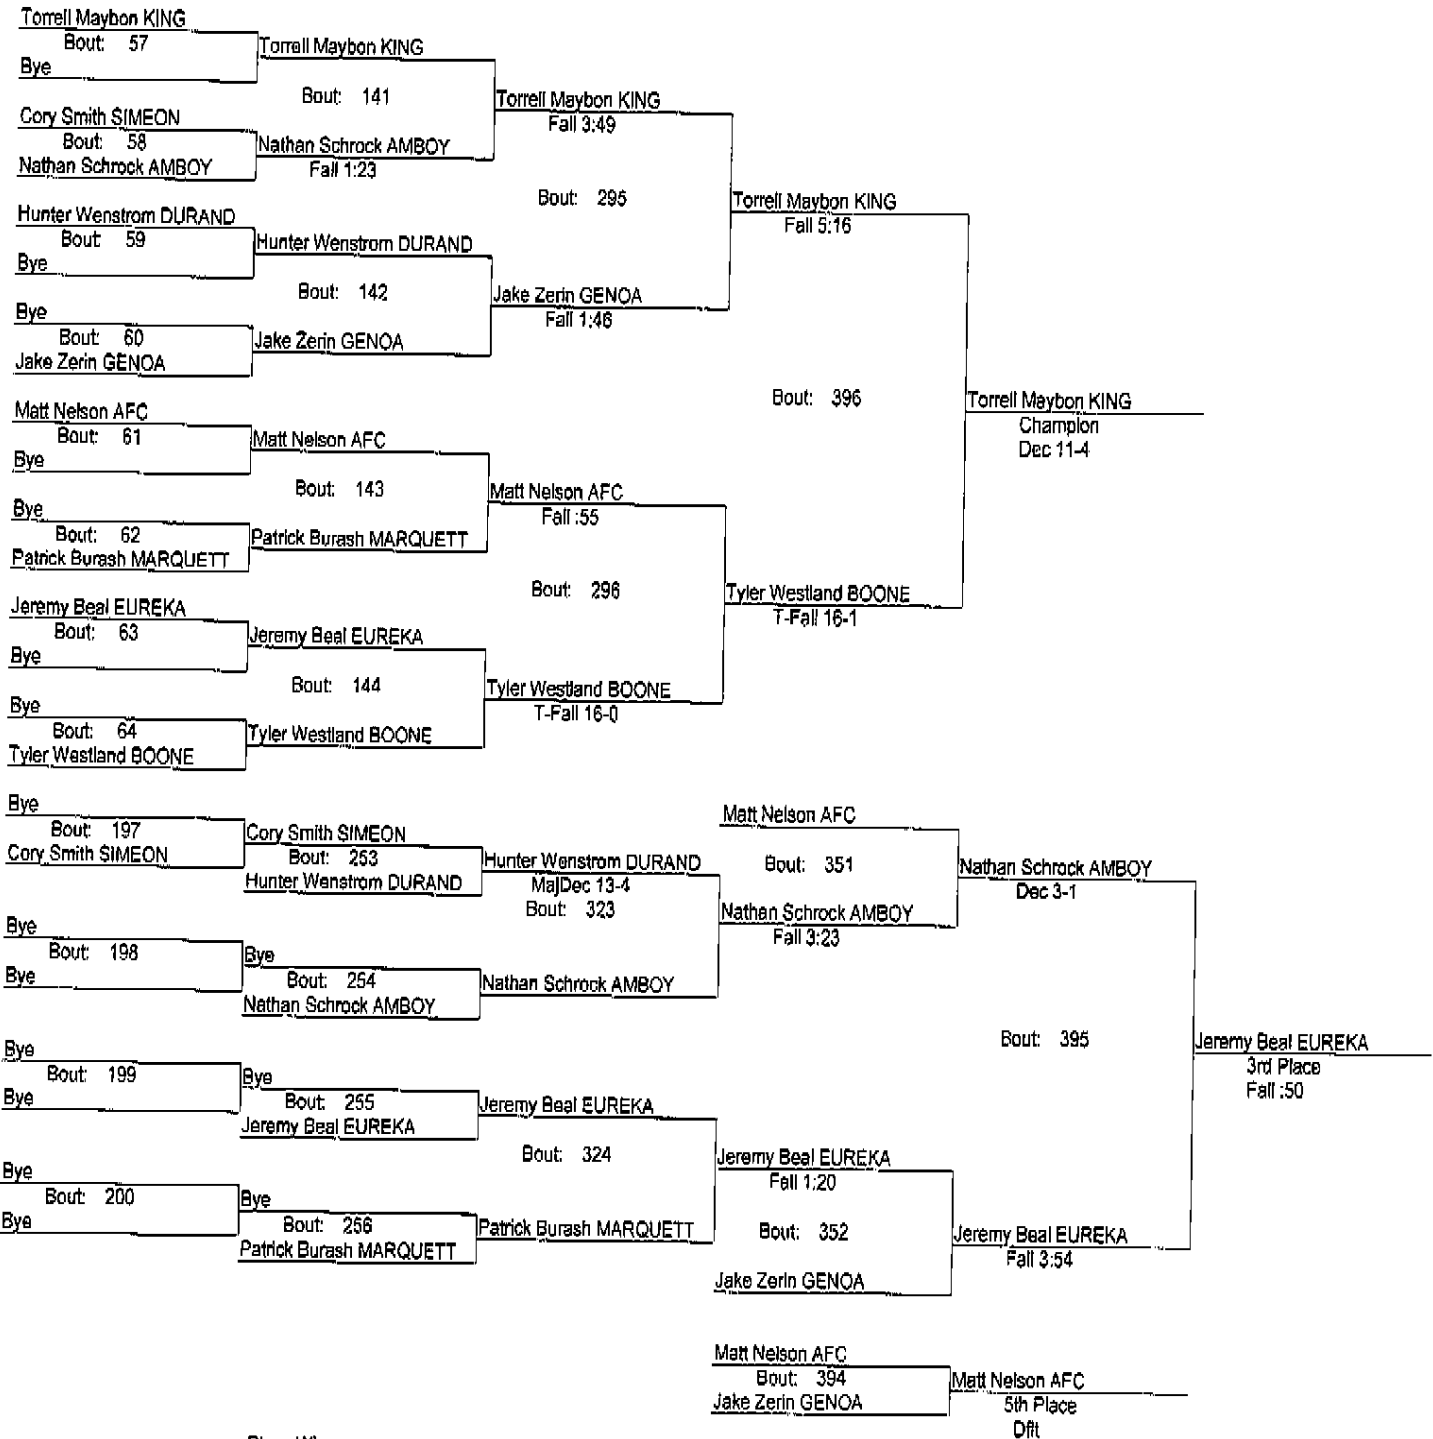 Torrell Maybon KING
Bout: 57
Bye
Torrell Maybon KING
Bout: 141
Cory Smith SIMEON
Bout: 58
Nathan Schrock AMBOY
Nathan Schrock AMBOY
Fall 1:23
Torrell Maybon KING
Fall 3:49
Bout: 295
Hunter Wenstrom DURAND
Bout: 59
Bye
Hunter Wenstrom DURAND
Bout: 142
Bye
Bout: 60
Jake Zerin GENOA
Jake Zerin GENOA
Jake Zerin GENOA
Fall 1:46
Torrell Maybon KING
Fall 5:16
Bout: 396
Matt Nelson AFC
Bout: 61
Bye
Matt Nelson AFC
Bout: 143
Bye
Bout: 62
Patrick Burash MARQUETT
Patrick Burash MARQUETT
Matt Nelson AFC
Fall :55
Bout: 296
Jeremy Beal EUREKA
Bout: 63
Bye
Jeremy Beal EUREKA
Bout: 144
Bye
Bout: 64
Tyler Westland BOONE
Tyler Westland BOONE
Tyler Westland BOONE
T-Fall 16-0
Tyler Westland BOONE
T-Fall 16-1
Torrell Maybon KING
Champion
Dec 11-4
Bye
Bout: 197
Cory Smith SIMEON
Cory Smith SIMEON
Bout: 253
Hunter Wenstrom DURAND
Hunter Wenstrom DURAND
MajDec 13-4
Bout: 323
Bye
Bout: 198
Bye
Bye
Bout: 254
Nathan Schrock AMBOY
Nathan Schrock AMBOY
Matt Nelson AFC
Bout: 351
Nathan Schrock AMBOY
Fall 3:23
Nathan Schrock AMBOY
Dec 3-1
Bout: 395
Bye
Bout: 199
Bye
Bye
Bout: 255
Jeremy Beal EUREKA
Jeremy Beal EUREKA
Bout: 324
Bye
Bout: 200
Bye
Bye
Bout: 256
Patrick Burash MARQUETT
Patrick Burash MARQUETT
Jeremy Beal EUREKA
Fall 1:20
Bout: 352
Jake Zerin GENOA
Jeremy Beal EUREKA
Fall 3:54
Jeremy Beal EUREKA
3rd Place
Fall :50
Matt Nelson AFC
Bout: 394
Jake Zerin GENOA
Matt Nelson AFC
5th Place
Dflt